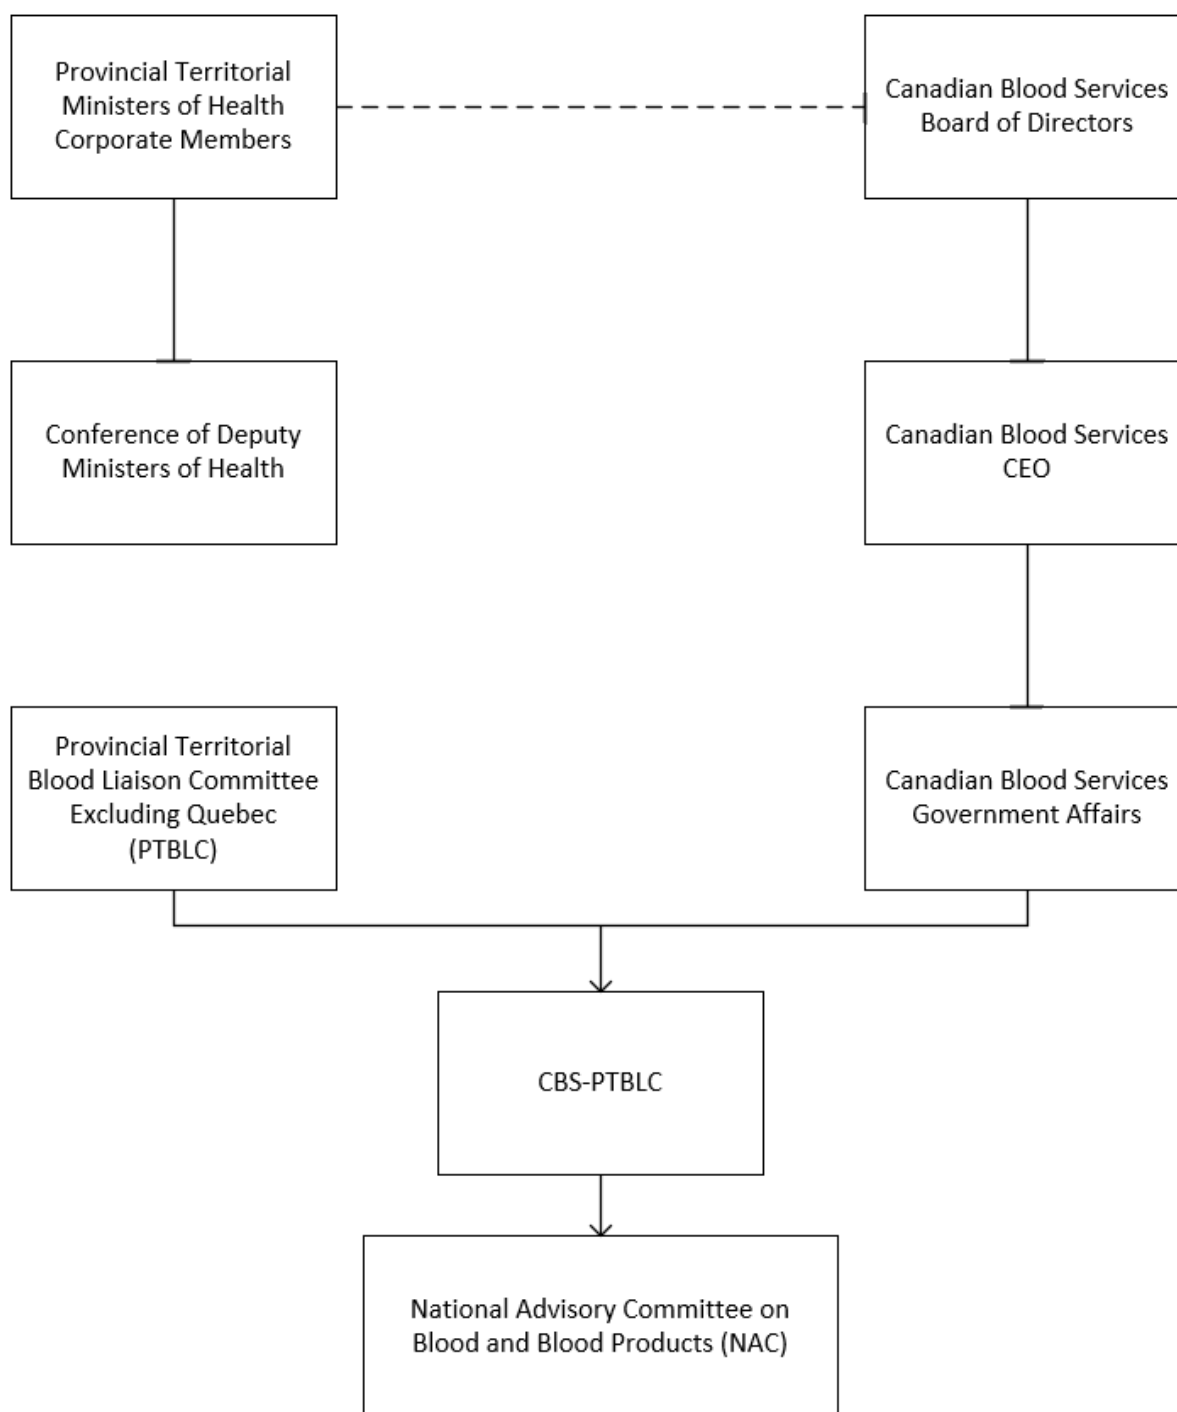 Provincial Territorial
Ministers of Health
Corporate Members
Canadian Blood Services
Board of Directors
Conference of Deputy
Ministers of Health
Canadian Blood Services
CEO
Provincial Territorial
Blood Liaison Committee
Excluding Quebec
(PTBLC)
Canadian Blood Services
Government Affairs
CBS-PTBLC
National Advisory Committee on
Blood and Blood Products (NAC)